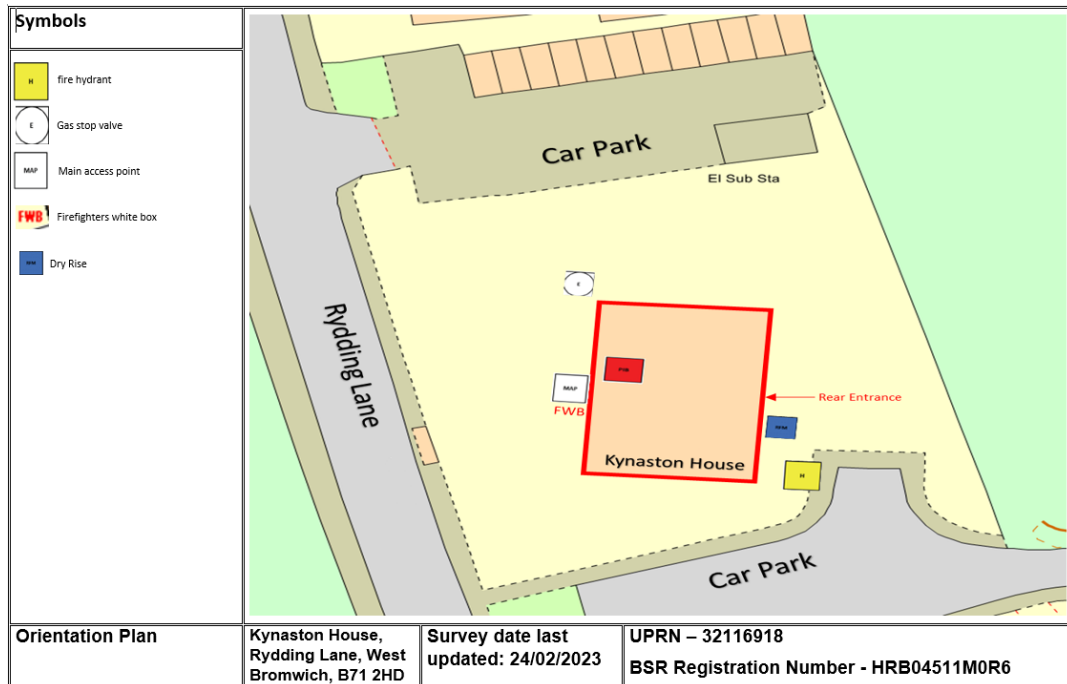 Symbols
H
fire hydrant
E
Gas stop valve
MAP
Main access point
FWB
Firefighters white box
Dry Rise
Car Park
El Sub Sta
Rydding Lane
E
MAP
FWB
Rear Entrance
Kynaston House
H
Car Park
Orientation Plan
Kynaston House,
Rydding Lane, West
Bromwich, B71 2HD
Survey date last
updated: 24/02/2023
UPRN – 32116918
BSR Registration Number - HRB04511M0R6